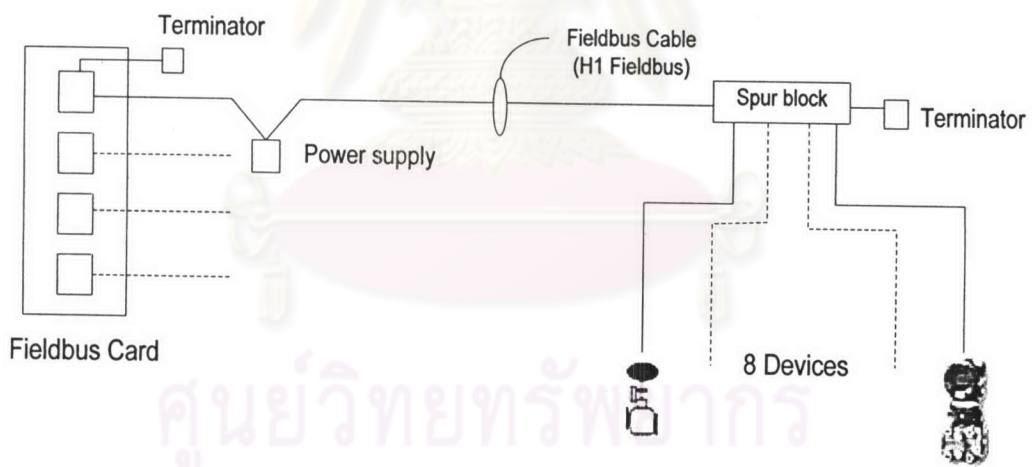 Terminator
Fieldbus Cable
(H1 Fieldbus)
Spur block
Terminator
Power supply
Fieldbus Card
8 Devices
ศูนย์วิทยทรัพยากร